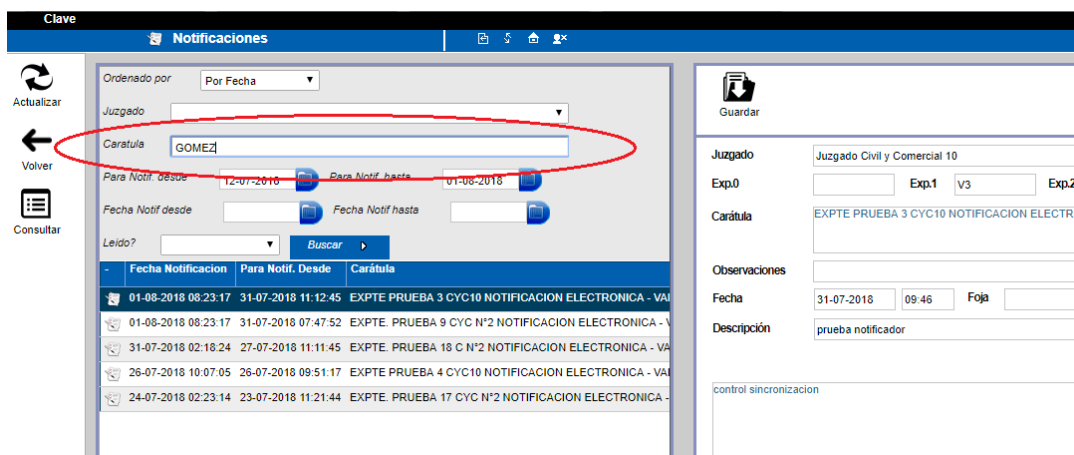 Clave
Notificaciones
Actualizar
Volver
Consultar
Ordenado por Por Fecha
Juzgado
Caratula GOMEZ
Para Notif. desde 12-07-2018 Para Notif. hasta 01-08-2018
Fecha Notif desde Fecha Notif hasta
Leido? Buscar
- Fecha Notificacion Para Notif. Desde Carátula
01-08-2018 08:23:17 31-07-2018 11:12:45 EXPTE PRUEBA 3 CYC10 NOTIFICACION ELECTRONICA - VAL
01-08-2018 08:23:17 31-07-2018 07:47:52 EXPTE. PRUEBA 9 CYC N°2 NOTIFICACION ELECTRONICA - V
31-07-2018 02:18:24 27-07-2018 11:11:45 EXPTE. PRUEBA 18 C N°2 NOTIFICACION ELECTRONICA - VA
26-07-2018 10:07:05 26-07-2018 09:51:17 EXPTE PRUEBA 4 CYC10 NOTIFICACION ELECTRONICA - VAL
24-07-2018 02:23:14 23-07-2018 11:21:44 EXPTE. PRUEBA 17 CYC N°2 NOTIFICACION ELECTRONICA -
Guardar
Juzgado Juzgado Civil y Comercial 10
Exp.0 Exp.1 V3 Exp.2
Carátula EXPTE PRUEBA 3 CYC10 NOTIFICACION ELECTR
Observaciones
Fecha 31-07-2018 09:46 Foja
Descripción prueba notificador
control sincronizacion